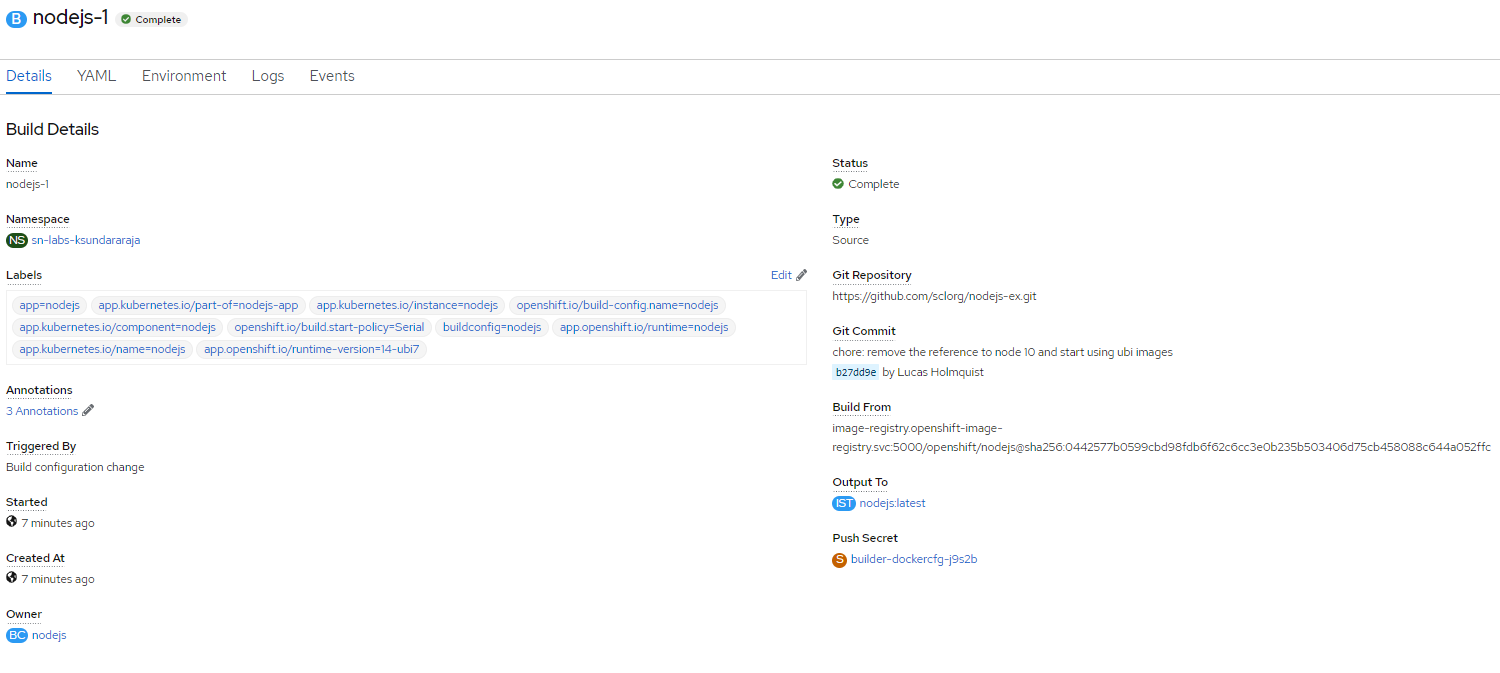 B nodejs-1 Complete
Details YAML Environment Logs Events
Build Details
Name
nodejs-1
Namespace
NS sn-labs-ksundararaja
Labels
Edit
app=nodejs app.kubernetes.io/part-of=nodejs-app app.kubernetes.io/instance=nodejs openshift.io/build-config.name=nodejs
app.kubernetes.io/component=nodejs openshift.io/build.start-policy=Serial buildconfig=nodejs app.openshift.io/runtime=nodejs
app.kubernetes.io/name=nodejs app.openshift.io/runtime-version=14-ubi7
Annotations
3 Annotations
Triggered By
Build configuration change
Started
7 minutes ago
Created At
7 minutes ago
Owner
BC nodejs
Status
Complete
Type
Source
Git Repository
https://github.com/sclorg/nodejs-ex.git
Git Commit
chore: remove the reference to node 10 and start using ubi images
b27dd9e by Lucas Holmquist
Build From
image-registry.openshift-image-
registry.svc:5000/openshift/nodejs@sha256:0442577b0599cbd98fdb6f62c6cc3e0b235b503406d75cb458088c644a052ffc
Output To
IST nodejs:latest
Push Secret
S builder-dockercfg-j9s2b